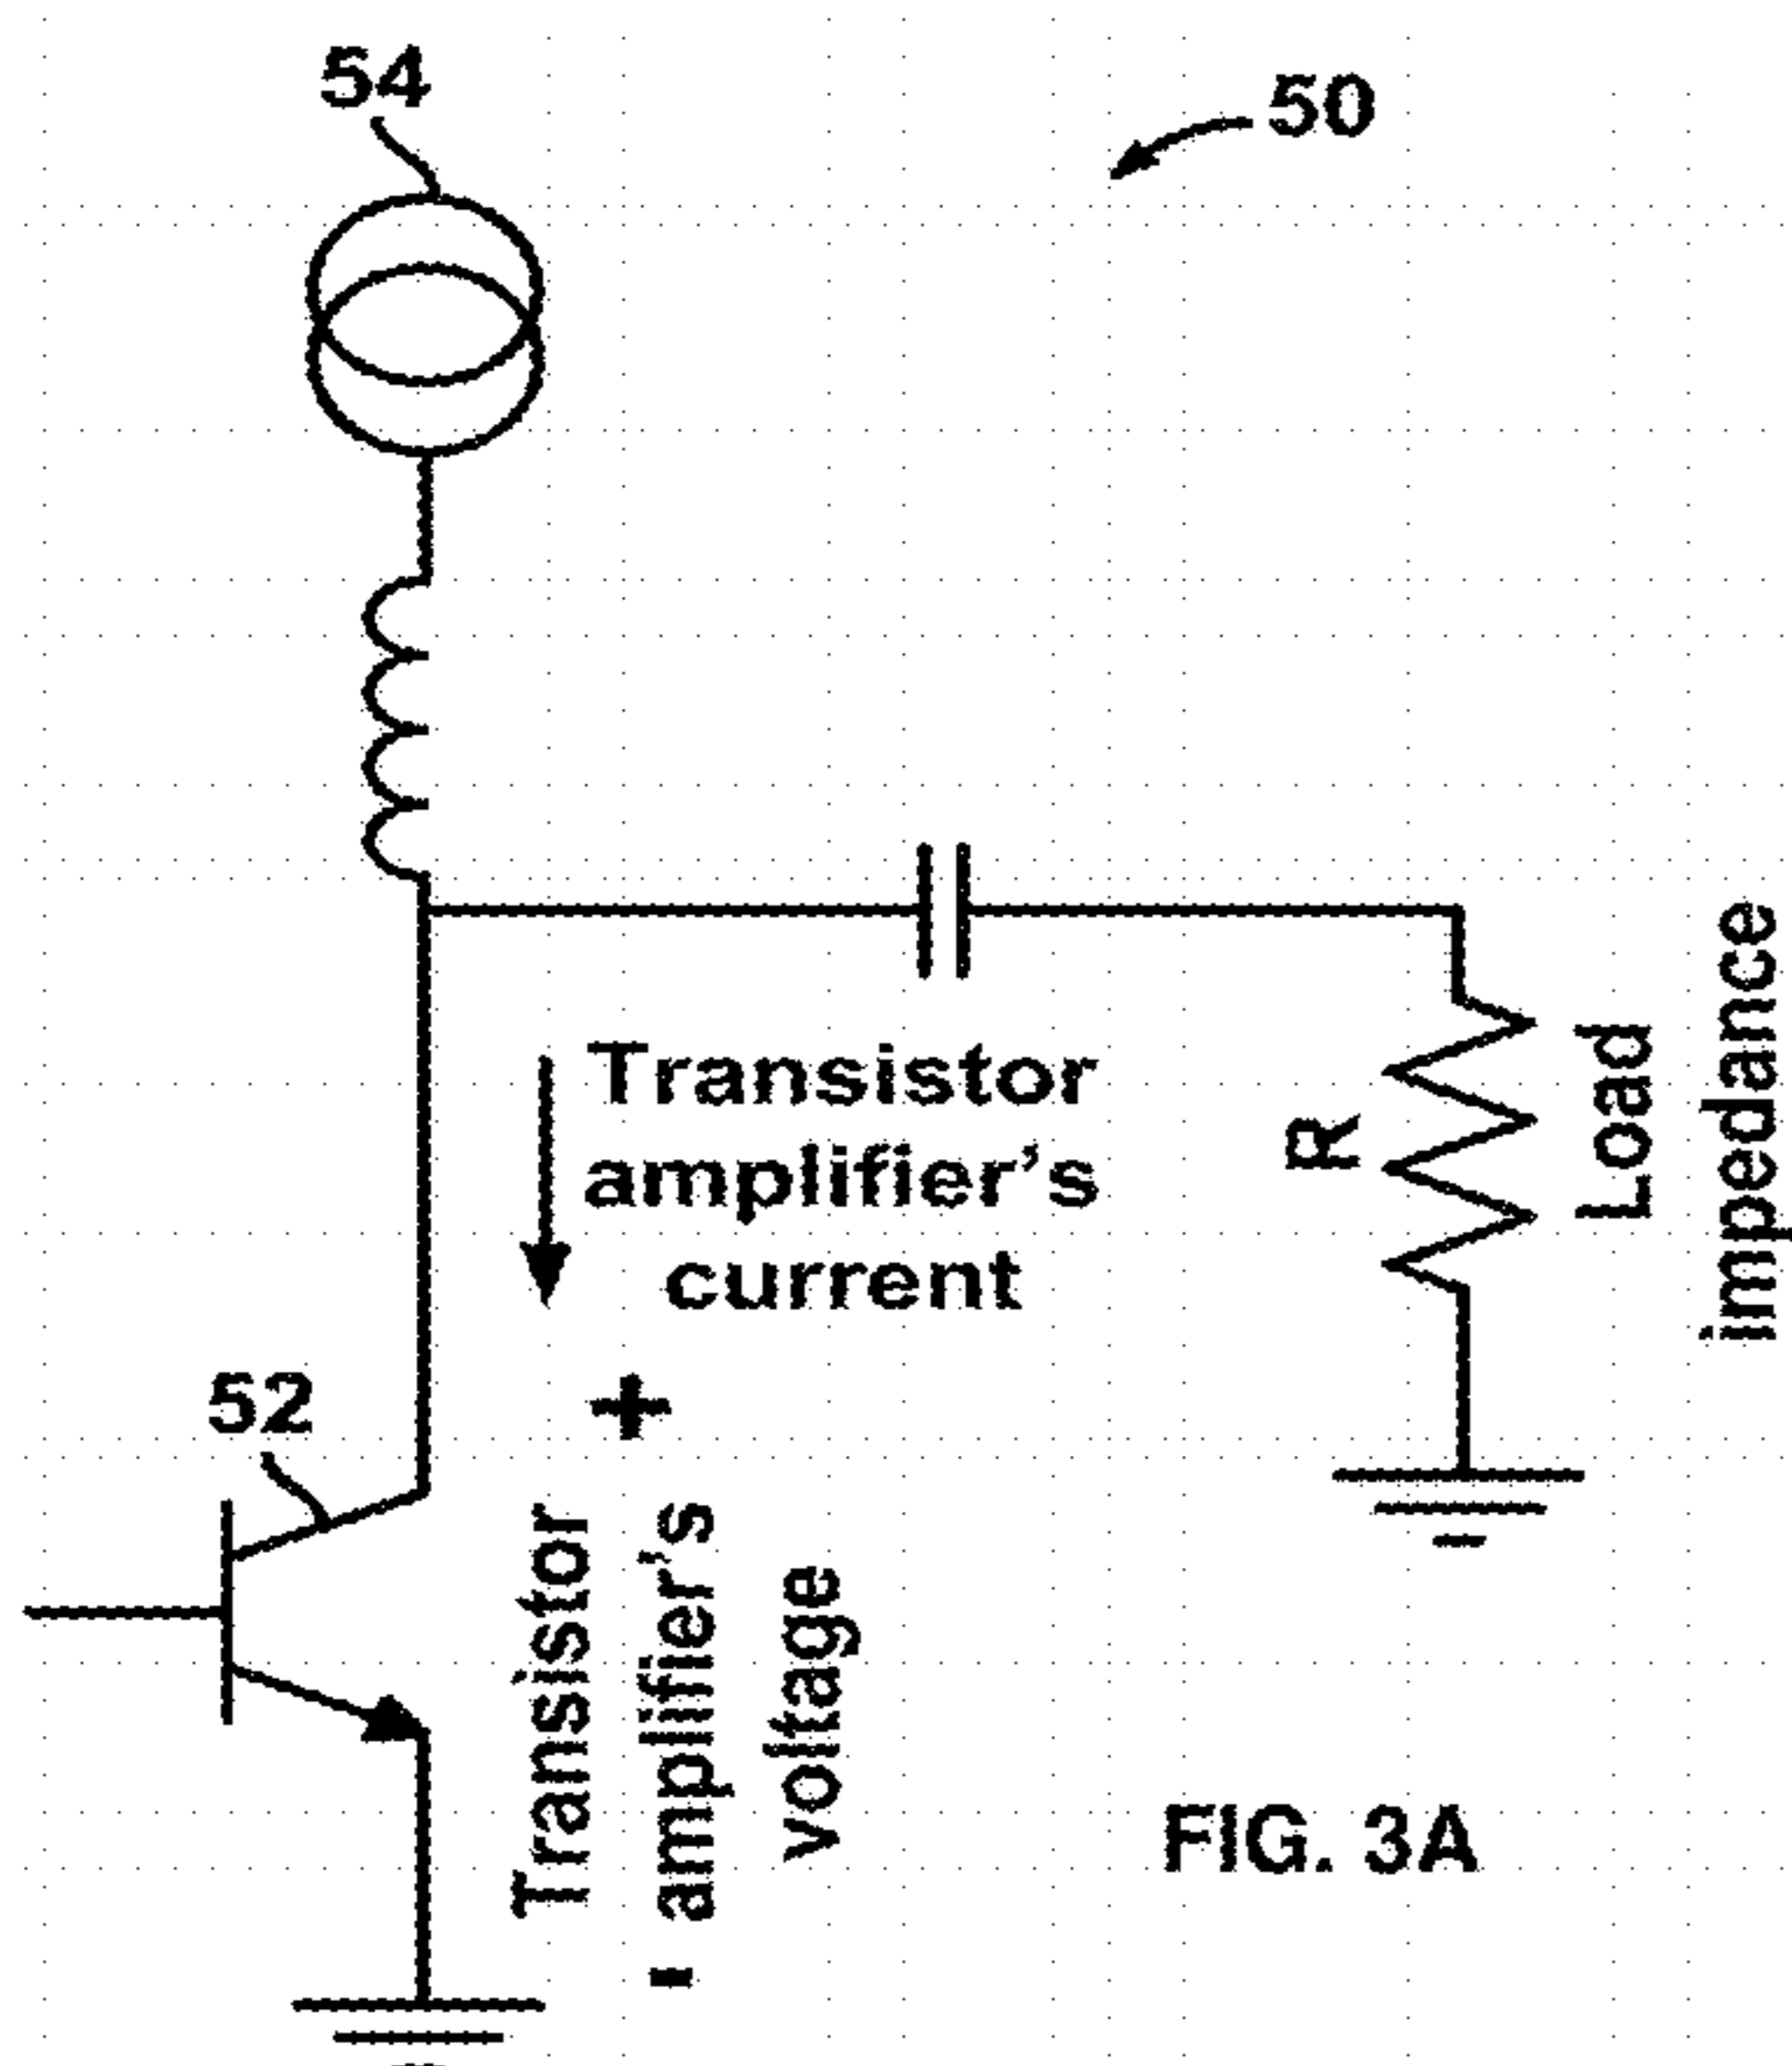 54
50
Transistor
amplifier's
current
R
Load
impedance
52
+
Transistor
amplifier's
voltage
-
FIG. 3A